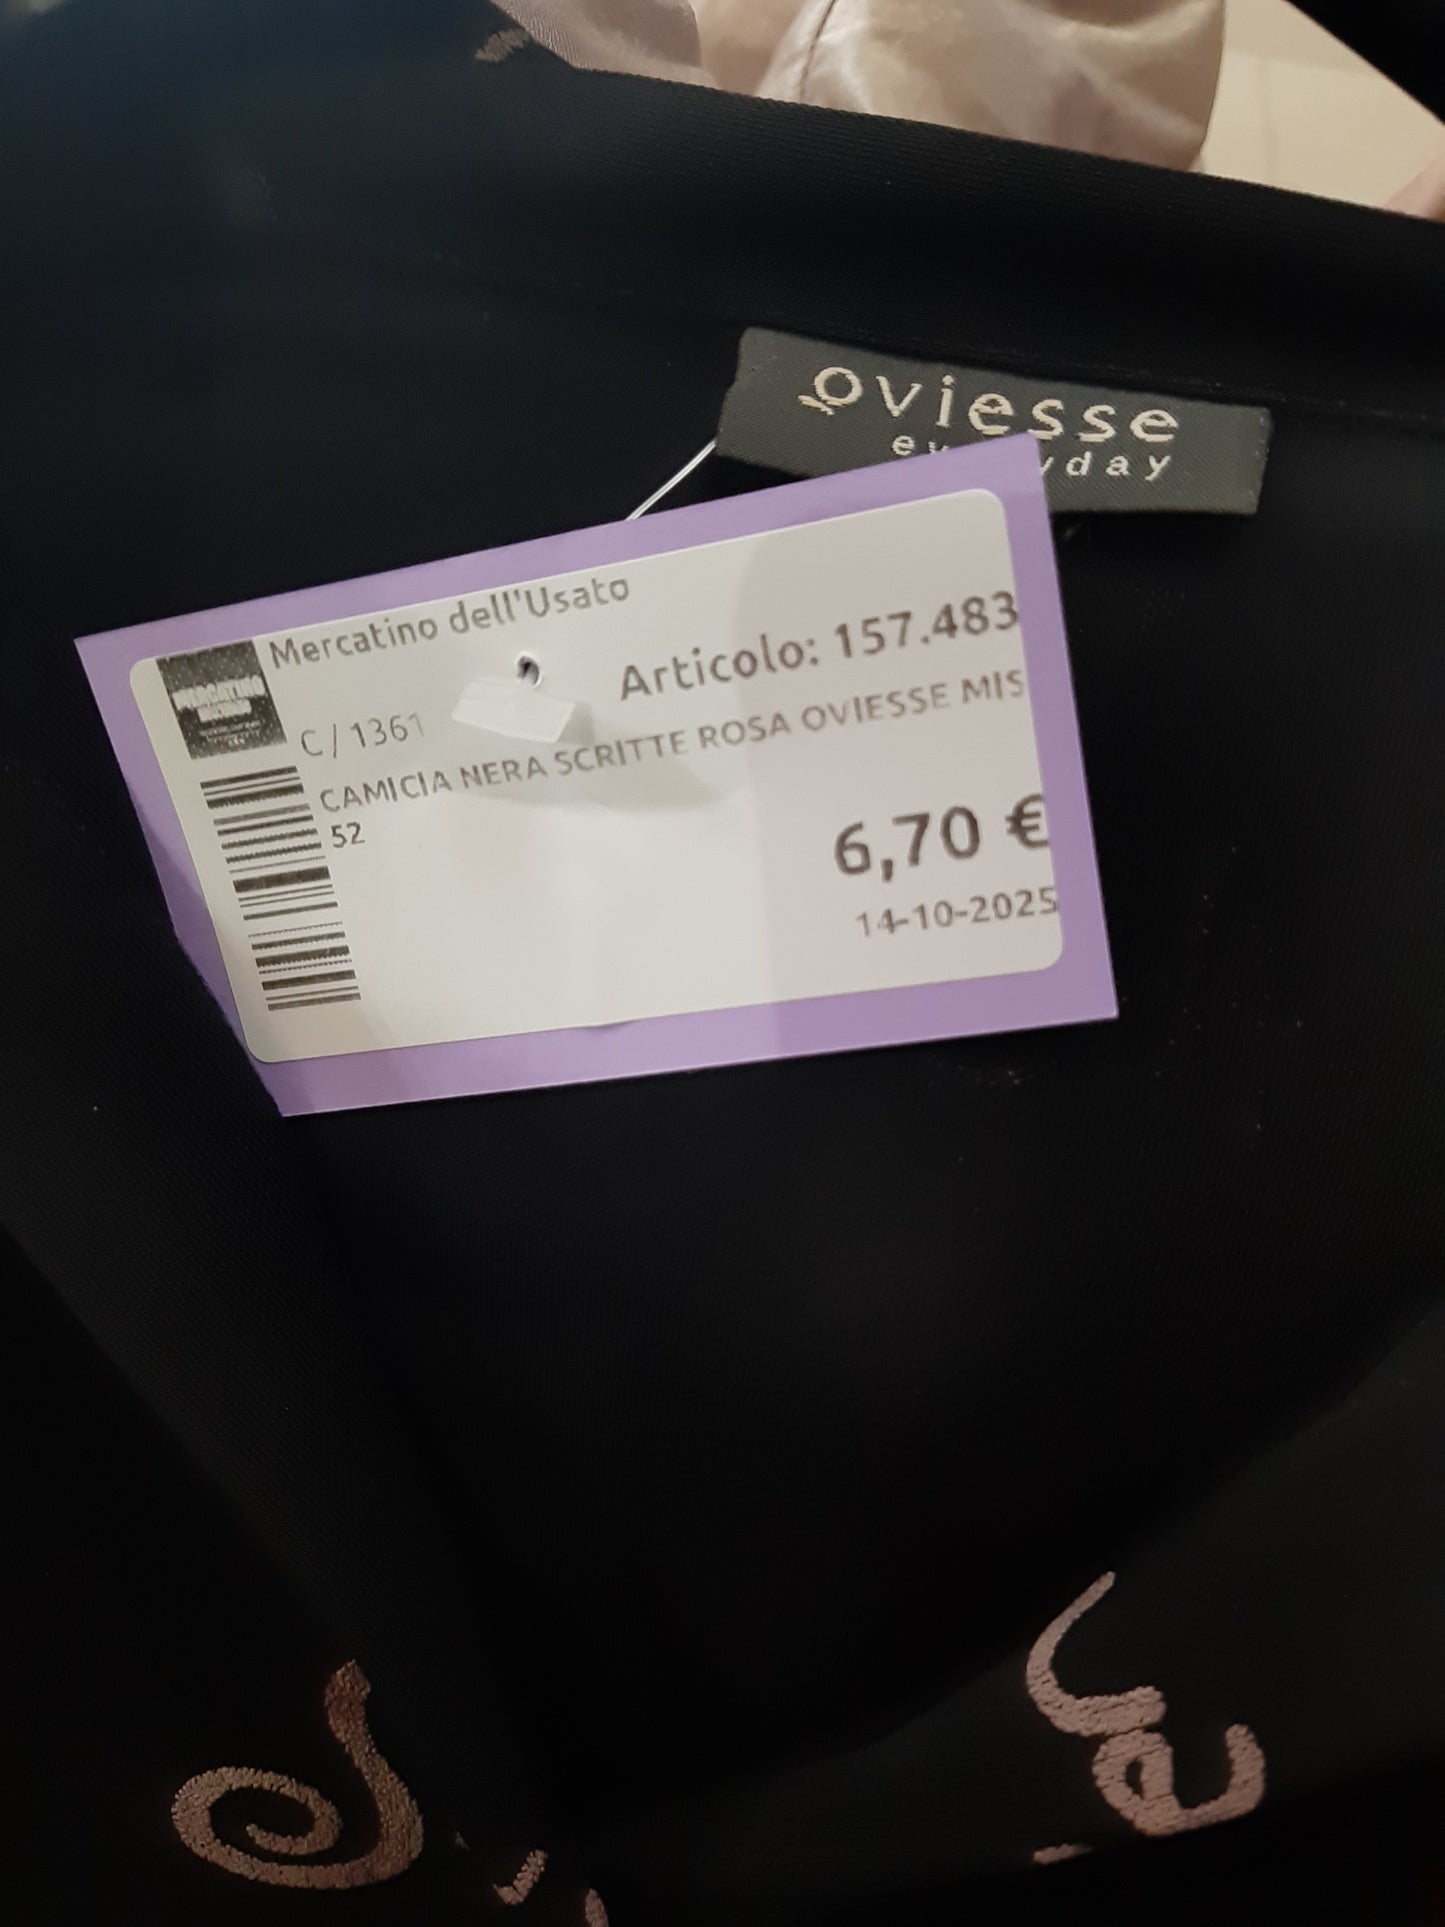 oviesse
Mercatino dell'Usato
Articolo: 157.483
C/1361
CAMICIA NERA SCRITTE ROSA OVIESSE MIS
52
6,70 €
14-10-2025